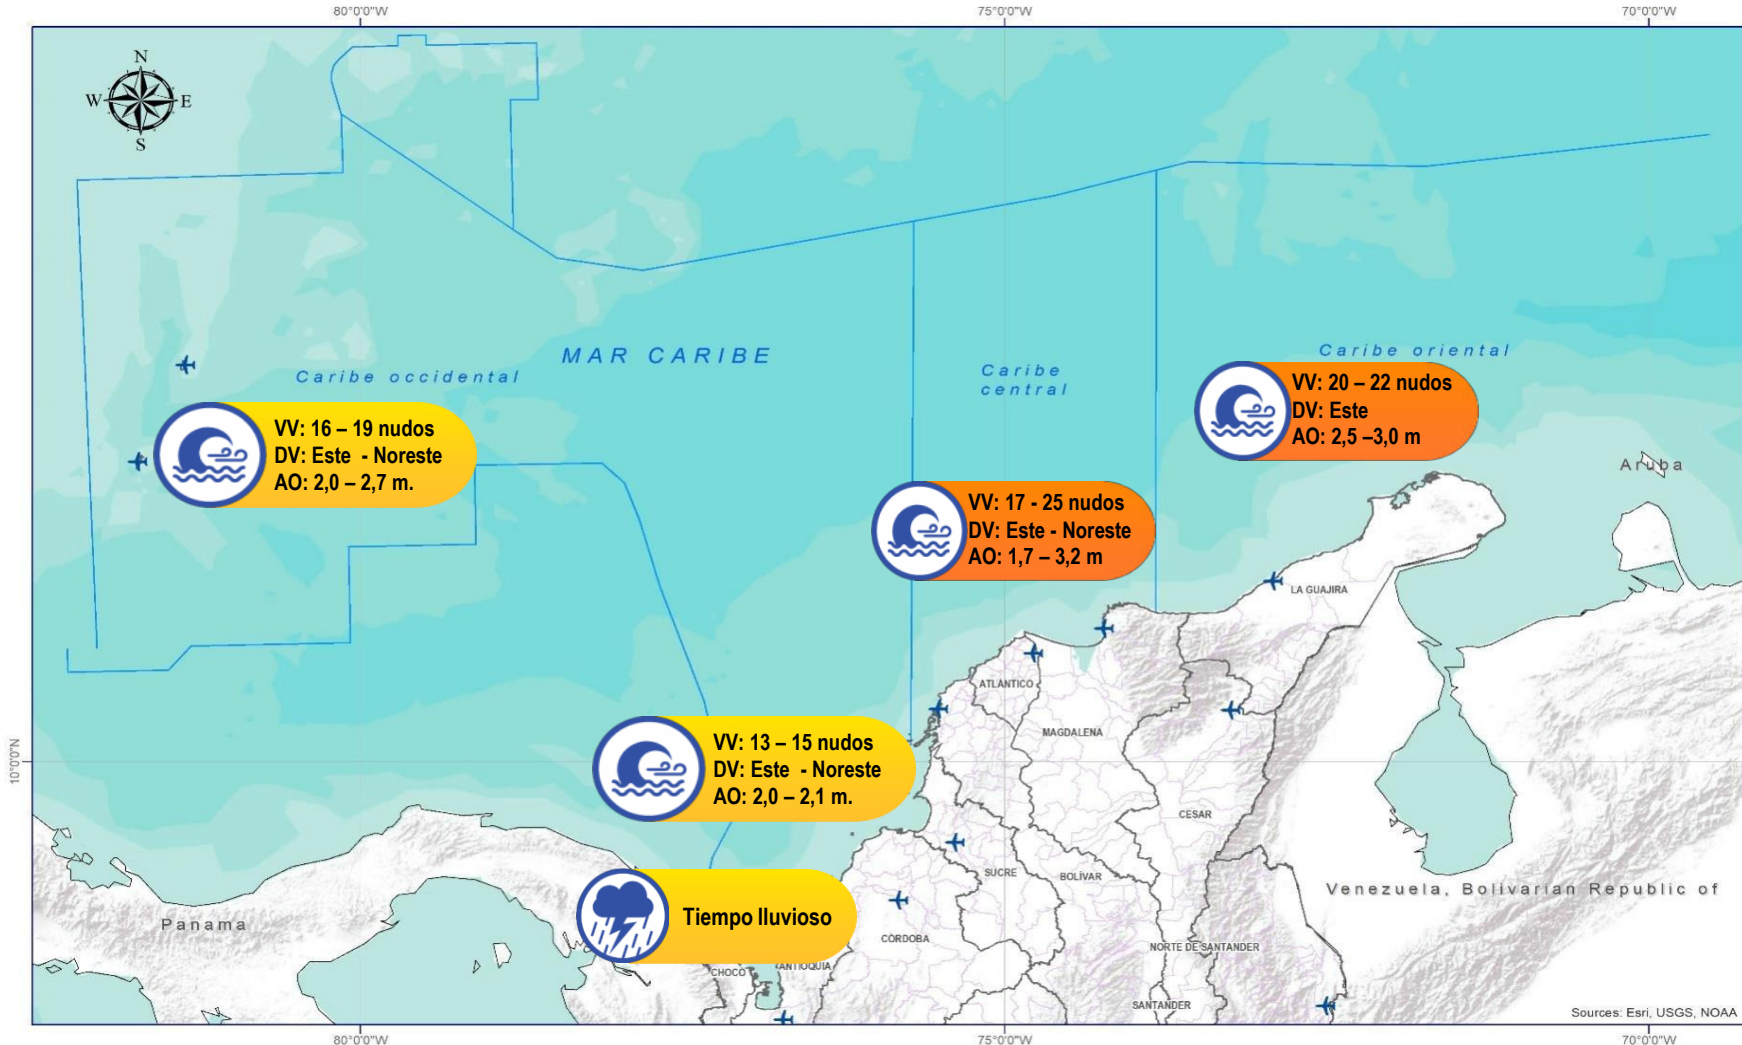 80°0'0"W
75°0'0"W
70°0'0"W
N
W
E
S
MAR CARIBE
Caribe occidental
Caribe
central
Caribe oriental
VV: 20 – 22 nudos
DV: Este
AO: 2,5 –3,0 m
VV: 16 – 19 nudos
DV: Este - Noreste
AO: 2,0 – 2,7 m.
Aruba
VV: 17 - 25 nudos
DV: Este - Noreste
AO: 1,7 – 3,2 m
LA GUAJIRA
ATLÁNTICO
MAGDALENA
10°0'0"N
VV: 13 – 15 nudos
DV: Este - Noreste
AO: 2,0 – 2,1 m.
CESAR
SUCRE
BOLÍVAR
Venezuela, Bolivarian Republic of
Panama
Tiempo lluvioso
CÓRDOBA
NORTE DE SANTANDER
CHOCÓ
ANTIOQUIA
SANTANDER
Sources: Esri, USGS, NOAA
80°0'0"W
75°0'0"W
70°0'0"W